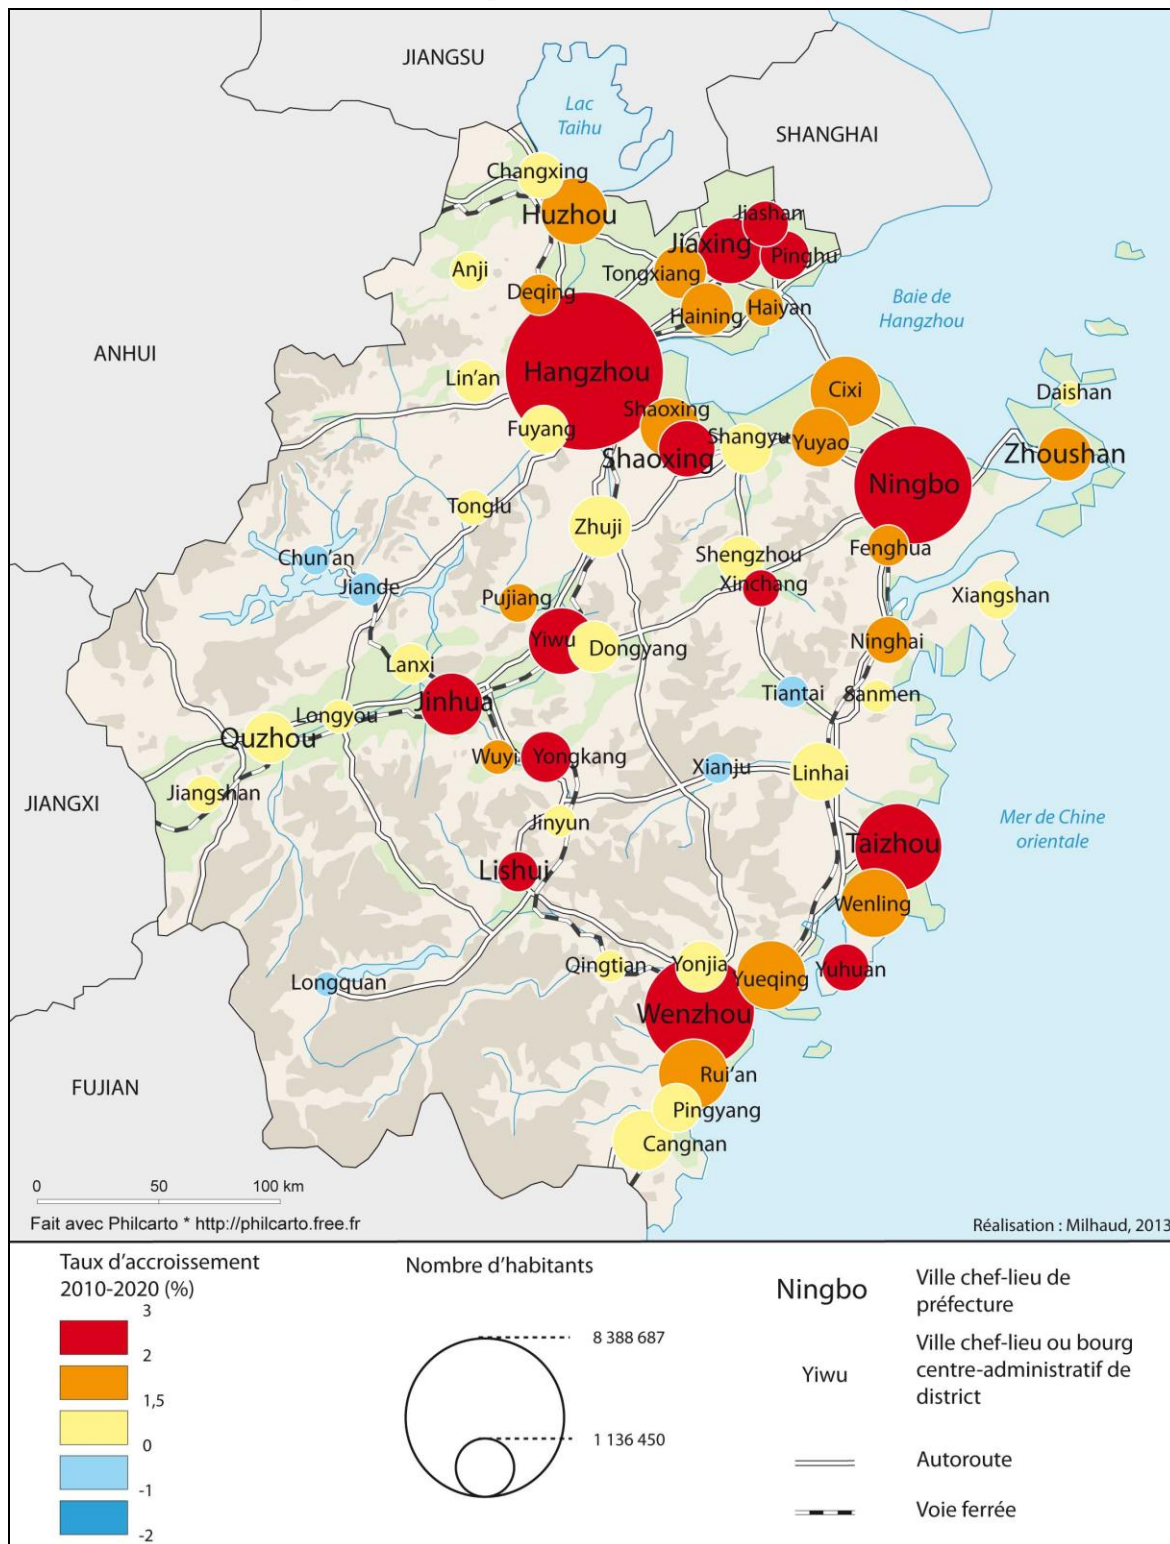 JIANGSU
Lac
Taihu
SHANGHAI
Changxing
Huzhou
Jiashan
Jiaxing
Pinghu
Anji
Tongxiang
Deqing
Haining
Haiyan
Baie de
Hangzhou
ANHUI
Hangzhou
Lin'an
Cixi
Daishan
Shaoxing
Fuyang
Shangyu
Yuyao
Shaoxing
Zhoushan
Ningbo
Tonglu
Zhuji
Fenghua
Chun'an
Shengzhou
Jiande
Xinchang
Pujiang
Xiangshan
Yiwu
Dongyang
Ninghai
Lanxi
Jinhua
Tiantai
Sanmen
Longyou
Quzhou
Wuyi
Yongkang
Xianju
Linhai
Jiangshan
JIANGXI
Jinyun
Mer de Chine
orientale
Taizhou
Lishui
Wenling
Qingtian
Yonjia
Yueqing
Yuhuan
Longquan
Wenzhou
Rui'an
FUJIAN
Pingyang
Cangnan
0 50 100 km
Fait avec Philcarto * http://philcarto.free.fr
Réalisation : Milhaud, 2013
Taux d'accroissement
2010-2020 (%)
3
2
1,5
0
-1
-2
Nombre d'habitants
8 388 687
1 136 450
Ningbo
Ville chef-lieu de
préfecture
Yiwu
Ville chef-lieu ou bourg
centre-administratif de
district
Autoroute
Voie ferrée